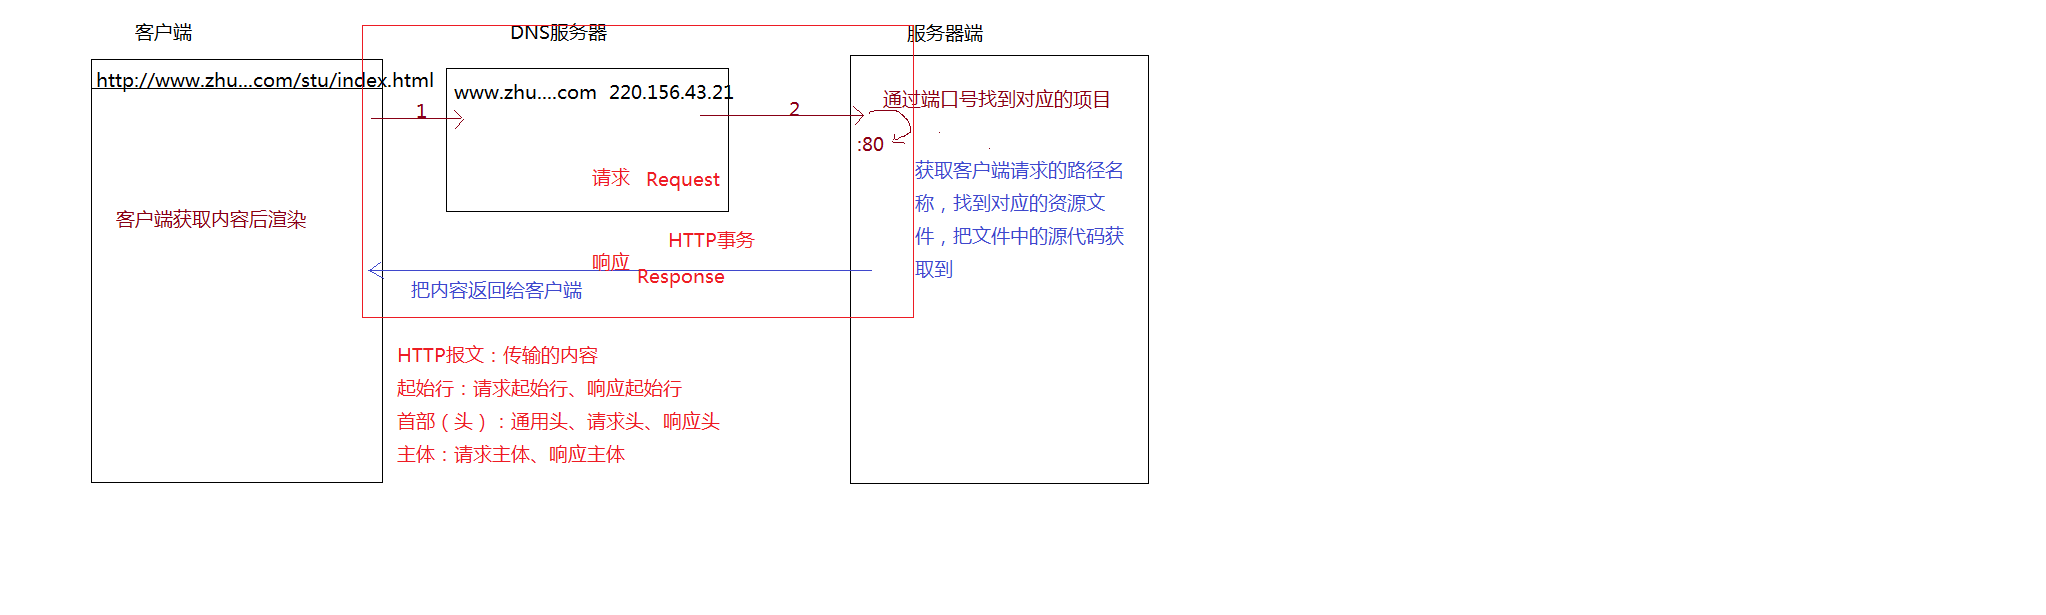 客户端
DNS服务器
服务器端
http://www.zhu...com/stu/index.html
www.zhu....com  220.156.43.21
1
2
通过端口号找到对应的项目
:80
请求 Request
获取客户端请求的路径名
称，找到对应的资源文
件，把文件中的源代码获
取到
客户端获取内容后渲染
HTTP事务
响应
Response
把内容返回给客户端
HTTP报文：传输的内容
起始行：请求起始行、响应起始行
首部（头）：通用头、请求头、响应头
主体：请求主体、响应主体